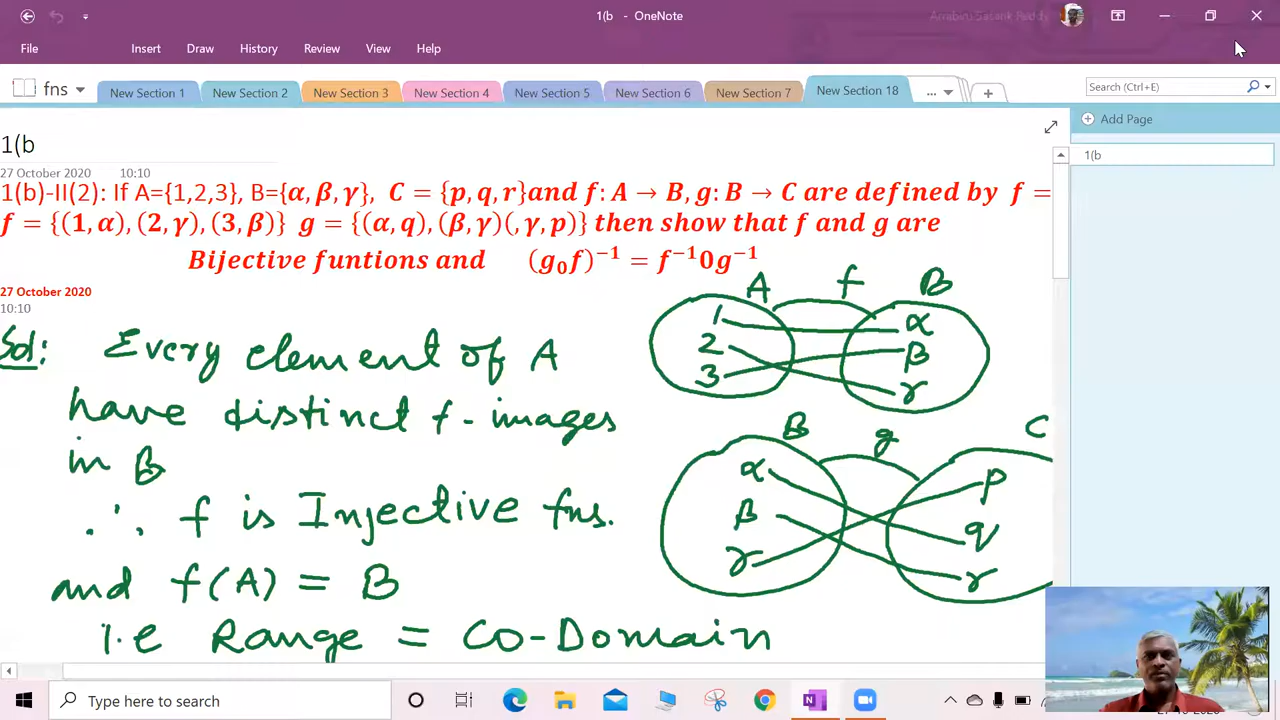 1(b - OneNote
File Insert Draw History Review View Help
fns New Section 1 New Section 2 New Section 3 New Section 4 New Section 5 New Section 6 New Section 7 New Section 18 ... + Search (Ctrl+E)
Add Page
1(b
1(b
27 October 2020 10:10
1(b)-II(2): If A={1,2,3}, B={α, β, γ}, C = {p, q, r}and f: A → B, g: B → C are defined by f =
f = {(1, α), (2, γ), (3, β)} g = {(α, q), (β, γ)(, γ, p)} then show that f and g are
Bijective funtions and (g₀f)⁻¹ = f⁻¹0g⁻¹
27 October 2020
10:10
A f B
1 α
2 β
3 γ
Sol: Every element of A
have distinct f-images
in B
∴ f is Injective fns.
and f(A) = B
i.e Range = Co-Domain
B g C
α p
β q
γ r
Type here to search